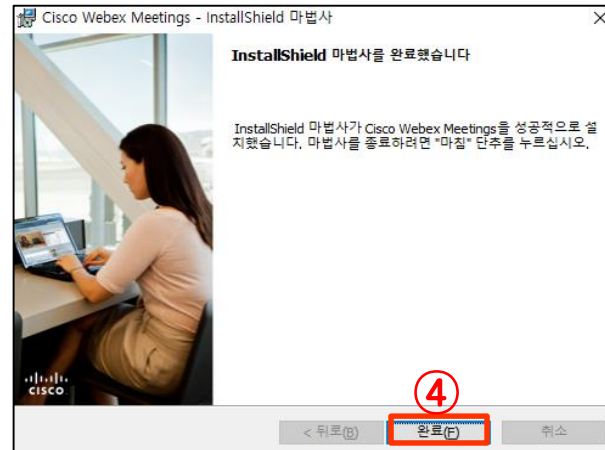 Cisco Webex Meetings - InstallShield 마법사
InstallShield 마법사를 완료했습니다
InstallShield 마법사가 Cisco Webex Meetings을 성공적으로 설
치했습니다. 마법사를 종료하려면 "마침" 단추를 누르십시오.
CISCO
④
< 뒤로(B) 완료(F) 취소